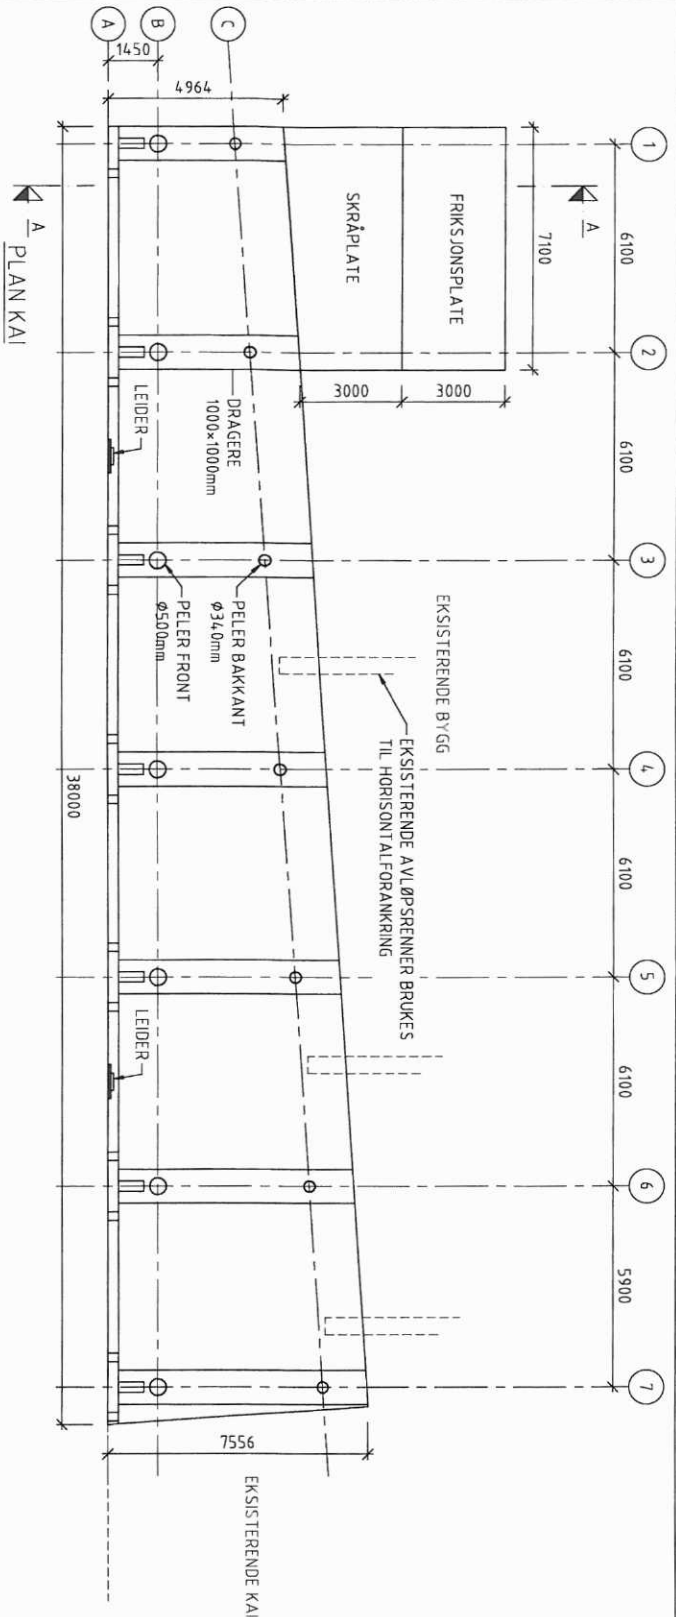 A
B
C
1450
4964
1
2
3
4
5
6
7
6100
6100
6100
6100
6100
5900
7100
A
A
FRIKSJONSPLATE
SKRÅPLATE
3000
3000
PLAN KAI
LEIDER
DRAGERE
1000x1000mm
PELER BAKKANT
Ø340mm
PELER FRONT
Ø500mm
EKSISTERENDE BYGG
EKSISTERENDE AVLØPSRENNER BRUKES
TIL HORISONTALFORANKRING
38000
LEIDER
7556
EKSISTERENDE KAI